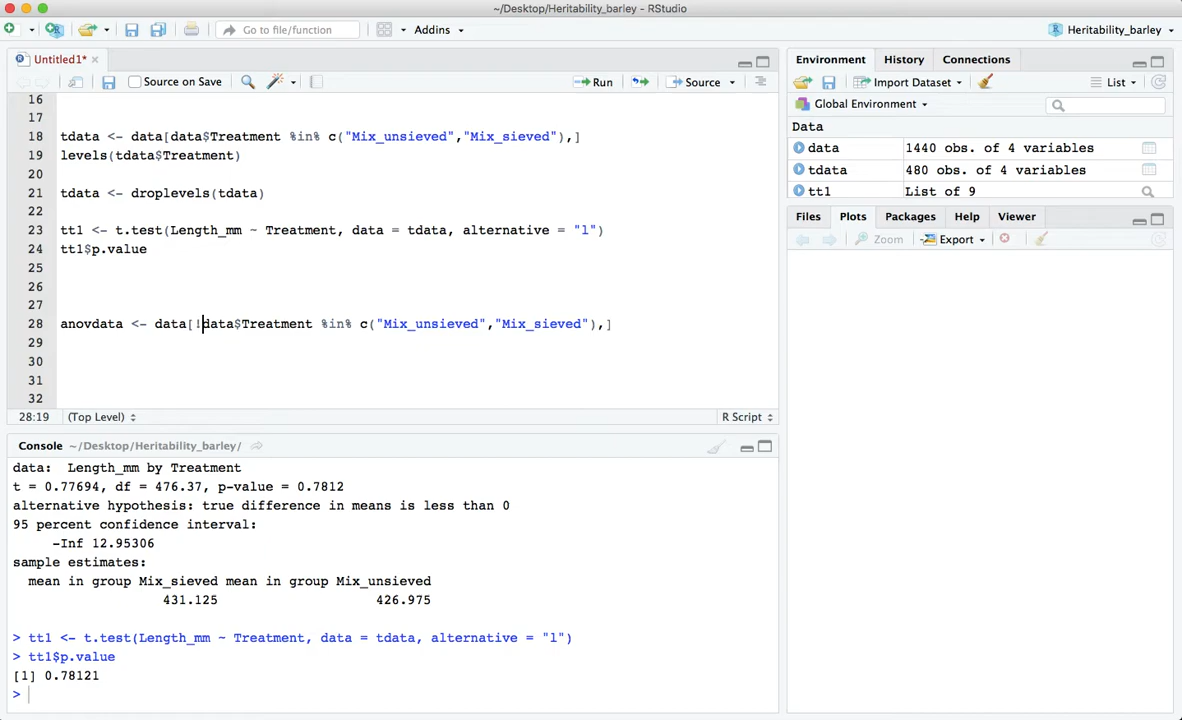 ~/Desktop/Heritability_barley - RStudio
Go to file/function
Addins
Heritability_barley
Untitled1*
Source on Save
Run
Source
16
17
18 tdata <- data[data$Treatment %in% c("Mix_unsieved","Mix_sieved"),]
19 levels(tdata$Treatment)
20
21 tdata <- droplevels(tdata)
22
23 tt1 <- t.test(Length_mm ~ Treatment, data = tdata, alternative = "l")
24 tt1$p.value
25
26
27
28 anovdata <- data[!data$Treatment %in% c("Mix_unsieved","Mix_sieved"),]
29
30
31
32
28:19 (Top Level) R Script
Console ~/Desktop/Heritability_barley/
data: Length_mm by Treatment
t = 0.77694, df = 476.37, p-value = 0.7812
alternative hypothesis: true difference in means is less than 0
95 percent confidence interval:
-Inf 12.95306
sample estimates:
mean in group Mix_sieved mean in group Mix_unsieved
431.125 426.975
> tt1 <- t.test(Length_mm ~ Treatment, data = tdata, alternative = "l")
> tt1$p.value
[1] 0.78121
>
Environment History Connections
Import Dataset List
Global Environment
Data
data 1440 obs. of 4 variables
tdata 480 obs. of 4 variables
tt1 List of 9
Files Plots Packages Help Viewer
Zoom Export